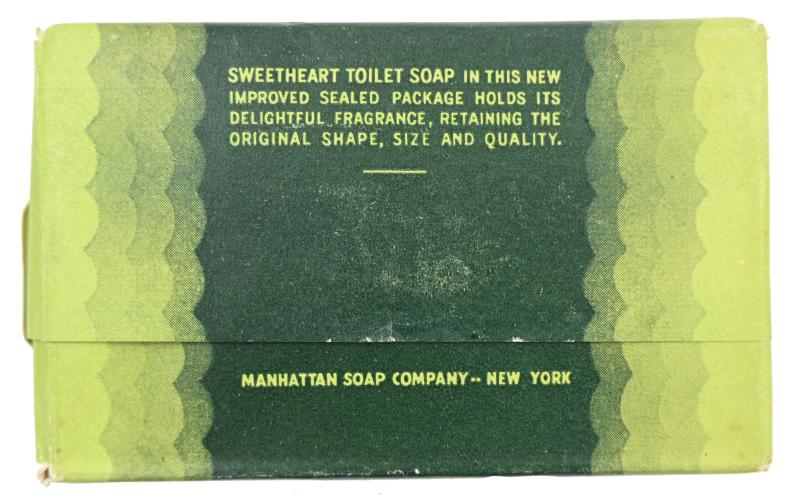 SWEETHEART TOILET SOAP IN THIS NEW
IMPROVED SEALED PACKAGE HOLDS ITS
DELIGHTFUL FRAGRANCE, RETAINING THE
ORIGINAL SHAPE, SIZE AND QUALITY.
MANHATTAN SOAP COMPANY-- NEW YORK